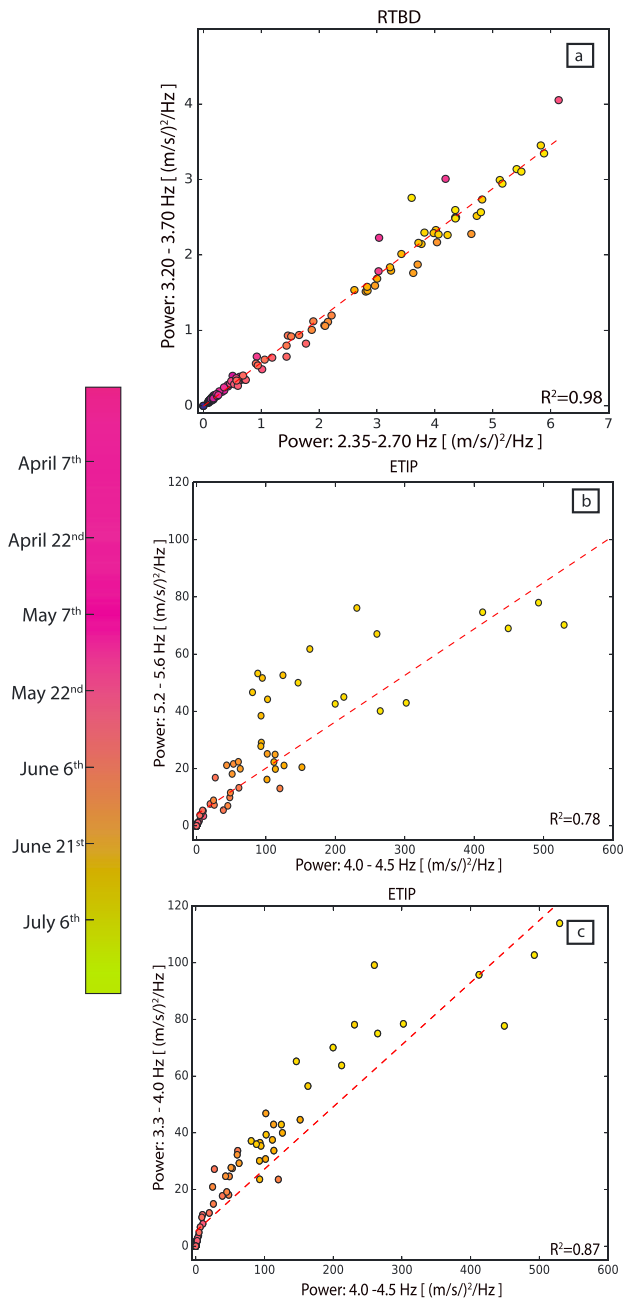 RTBD
a
4
3
2
1
0
Power: 3.20 - 3.70 Hz [ (m/s/)²/Hz ]
0 1 2 3 4 5 6 7
R²=0.98
Power: 2.35-2.70 Hz [ (m/s/)²/Hz ]
April 7th
April 22nd
May 7th
May 22nd
June 6th
June 21st
July 6th
ETIP
b
120
100
80
60
40
20
0
Power: 5.2 - 5.6 Hz [ (m/s/)²/Hz ]
R²=0.78
0 100 200 300 400 500 600
Power: 4.0 - 4.5 Hz [ (m/s/)²/Hz ]
ETIP
c
120
100
80
60
40
20
0
Power: 3.3 - 4.0 Hz [ (m/s/)²/Hz ]
R²=0.87
0 100 200 300 400 500 600
Power: 4.0 -4.5 Hz [ (m/s/)²/Hz ]